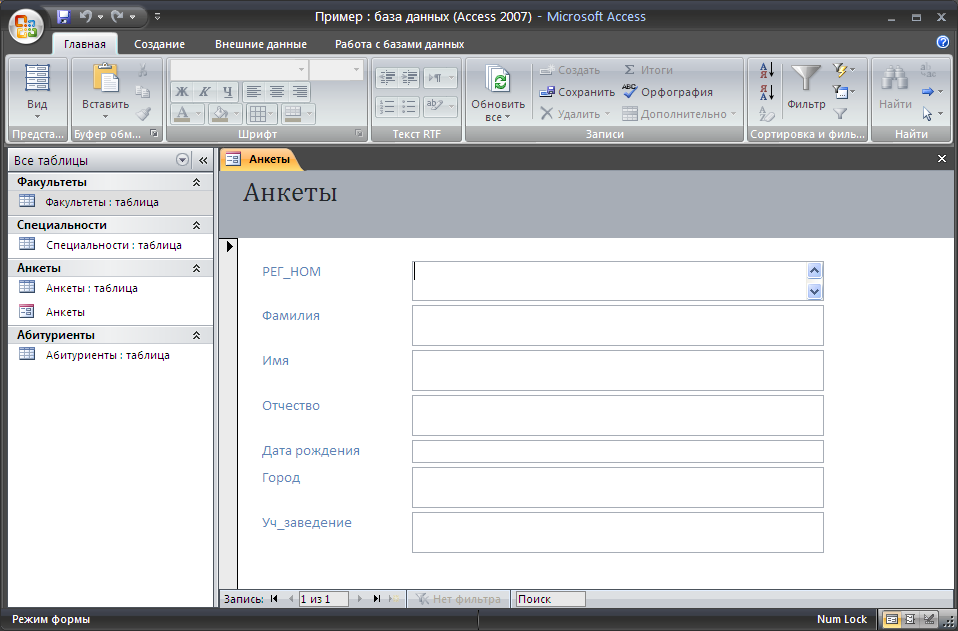 Пример : база данных (Access 2007) - Microsoft Access
Главная Создание Внешние данные Работа с базами данных
Вид
Предста...
Вставить
Буфер обм...
Ж К Ч
А
Шрифт
Текст RTF
Обновить
все
Создать
Сохранить
Удалить
Итоги
Орфография
Дополнительно
Записи
Фильтр
Сортировка и филь...
Найти
Найти
Все таблицы
Факультеты
Факультеты : таблица
Специальности
Специальности : таблица
Анкеты
Анкеты : таблица
Анкеты
Абитуриенты
Абитуриенты : таблица
Анкеты
Анкеты
РЕГ_НОМ
Фамилия
Имя
Отчество
Дата рождения
Город
Уч_заведение
Запись: 1 из 1 Нет фильтра Поиск
Режим формы Num Lock